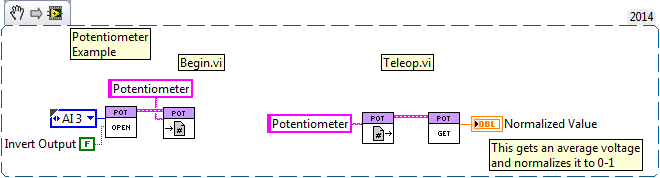 2014
Potentiometer
Example
Begin.vi
Teleop.vi
Potentiometer
AI 3
POT
OPEN
POT
#
Invert Output
F
Potentiometer
POT
#
POT
GET
DBL
Normalized Value
This gets an average voltage
and normalizes it to 0-1